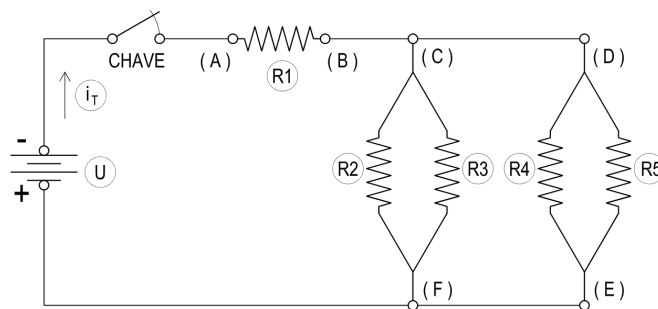 CHAVE
( A )
R1
( B )
( C )
( D )
iT
-
+
U
R2
R3
R4
R5
( F )
( E )